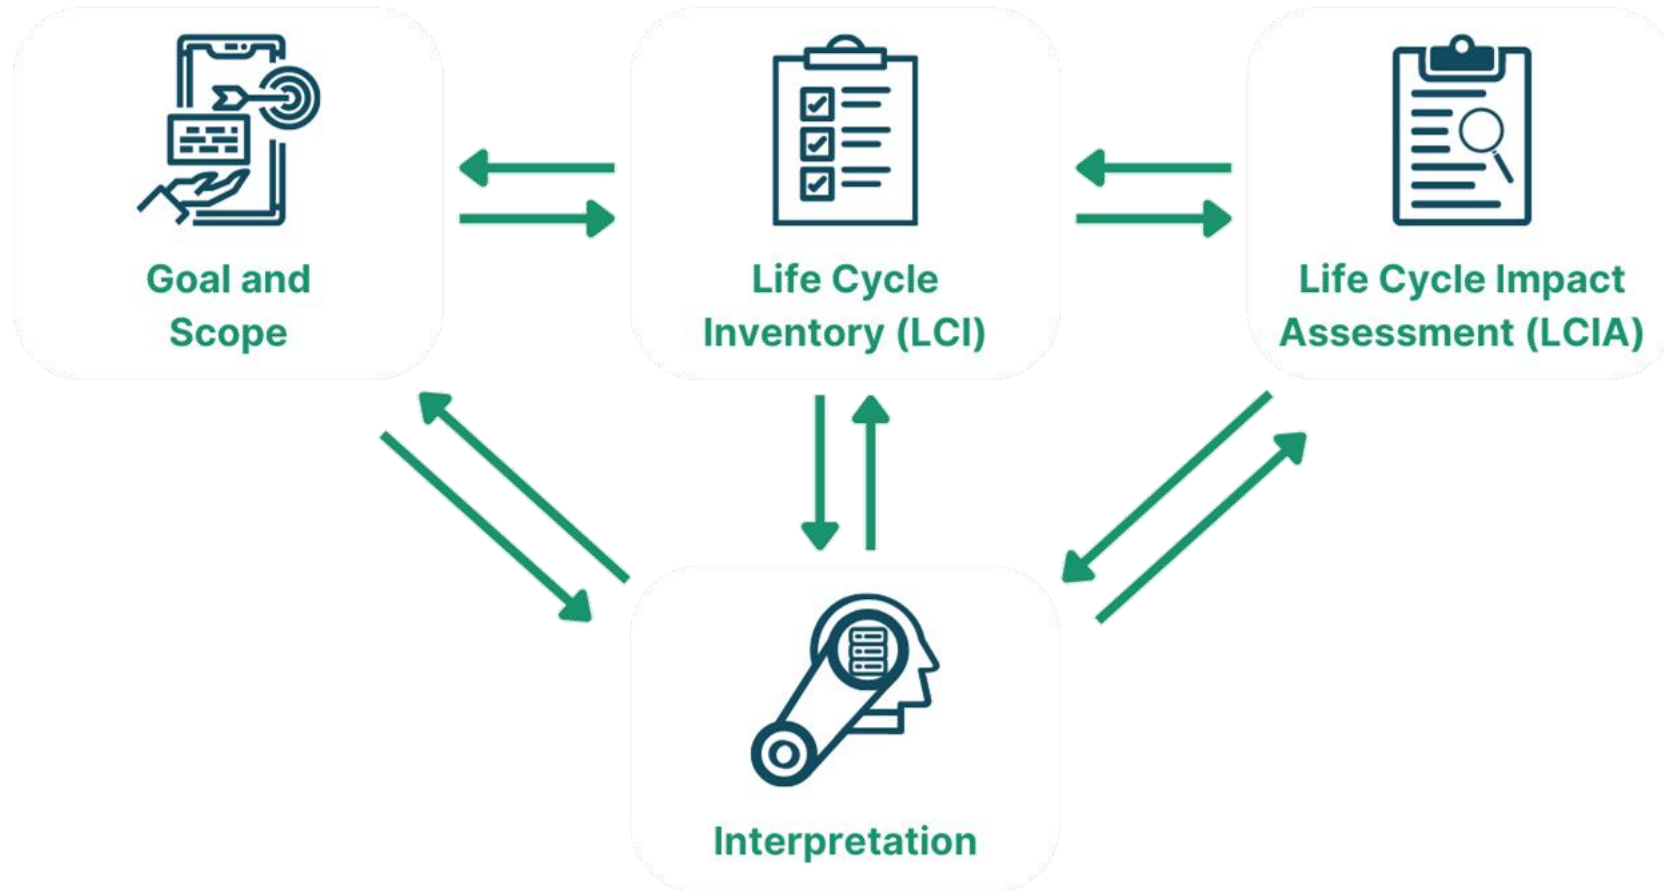 Goal and
Scope
Life Cycle
Inventory (LCI)
Life Cycle Impact
Assessment (LCIA)
Interpretation